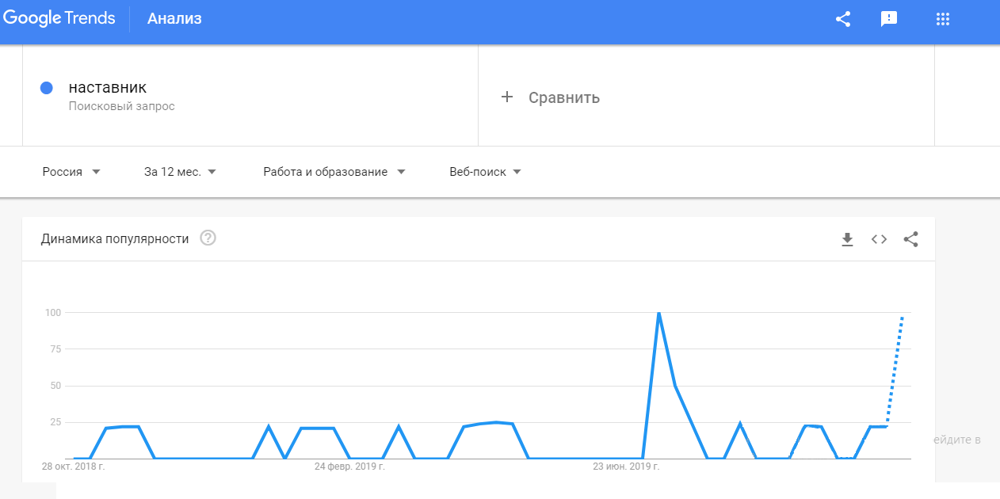 Google Trends Анализ
наставник
Поисковый запрос
Сравнить
Россия За 12 мес. Работа и образование Веб-поиск
Динамика популярности
100
75
50
25
ейдите в
28 окт. 2018 г. 24 февр. 2019 г. 23 июн. 2019 г.